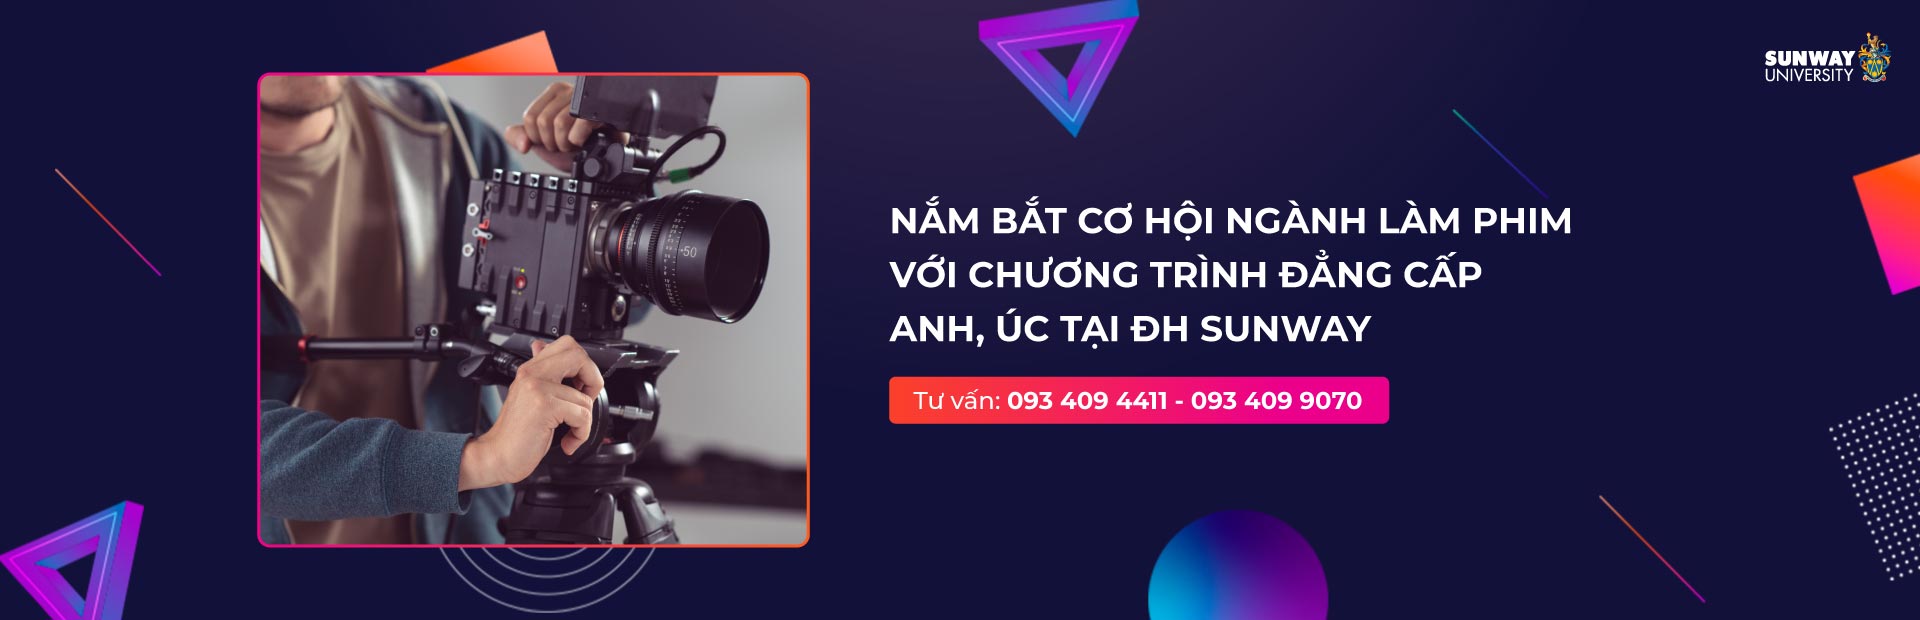 SUNWAY
UNIVERSITY
50
NẮM BẮT CƠ HỘI NGÀNH LÀM PHIM
VỚI CHƯƠNG TRÌNH ĐẲNG CẤP
ANH, ÚC TẠI ĐH SUNWAY
Tư vấn: 093 409 4411 - 093 409 9070